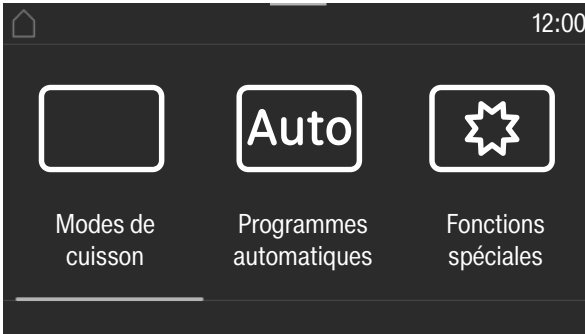 12:00
Auto
Modes de
cuisson
Programmes
automatiques
Fonctions
spéciales